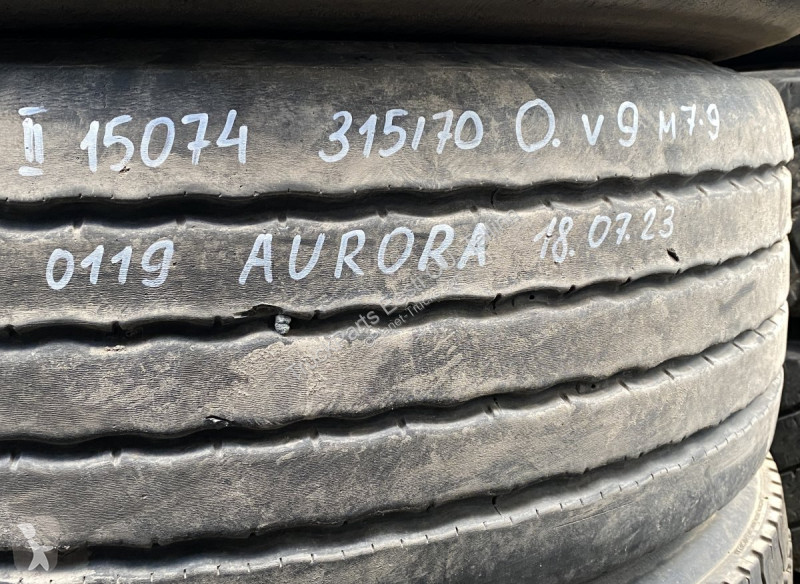 II 15074 315/70 O. V9 M7.9
0119 AURORA 18.07.23